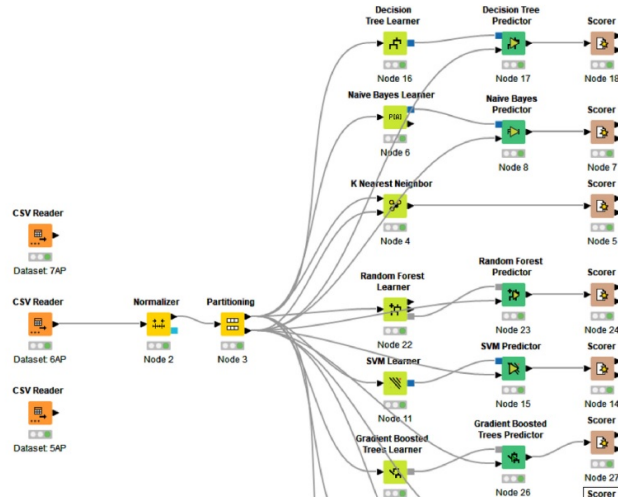 Decision
Tree Learner
Node 16
Decision Tree
Predictor
Node 17
Scorer
Node 18
Naive Bayes Learner
P[A]
Node 6
Naive Bayes
Predictor
Node 8
Scorer
Node 7
K Nearest Neighbor
Node 4
Scorer
Node 5
CSV Reader
Dataset: 7AP
CSV Reader
Dataset: 6AP
Normalizer
Node 2
Partitioning
Node 3
CSV Reader
Dataset: 5AP
Random Forest
Learner
Node 22
Random Forest
Predictor
Node 23
Scorer
Node 24
SVM Learner
Node 11
SVM Predictor
Node 15
Scorer
Node 14
Gradient Boosted
Trees Learner
Gradient Boosted
Trees Predictor
Node 26
Scorer
Node 27
Scorer